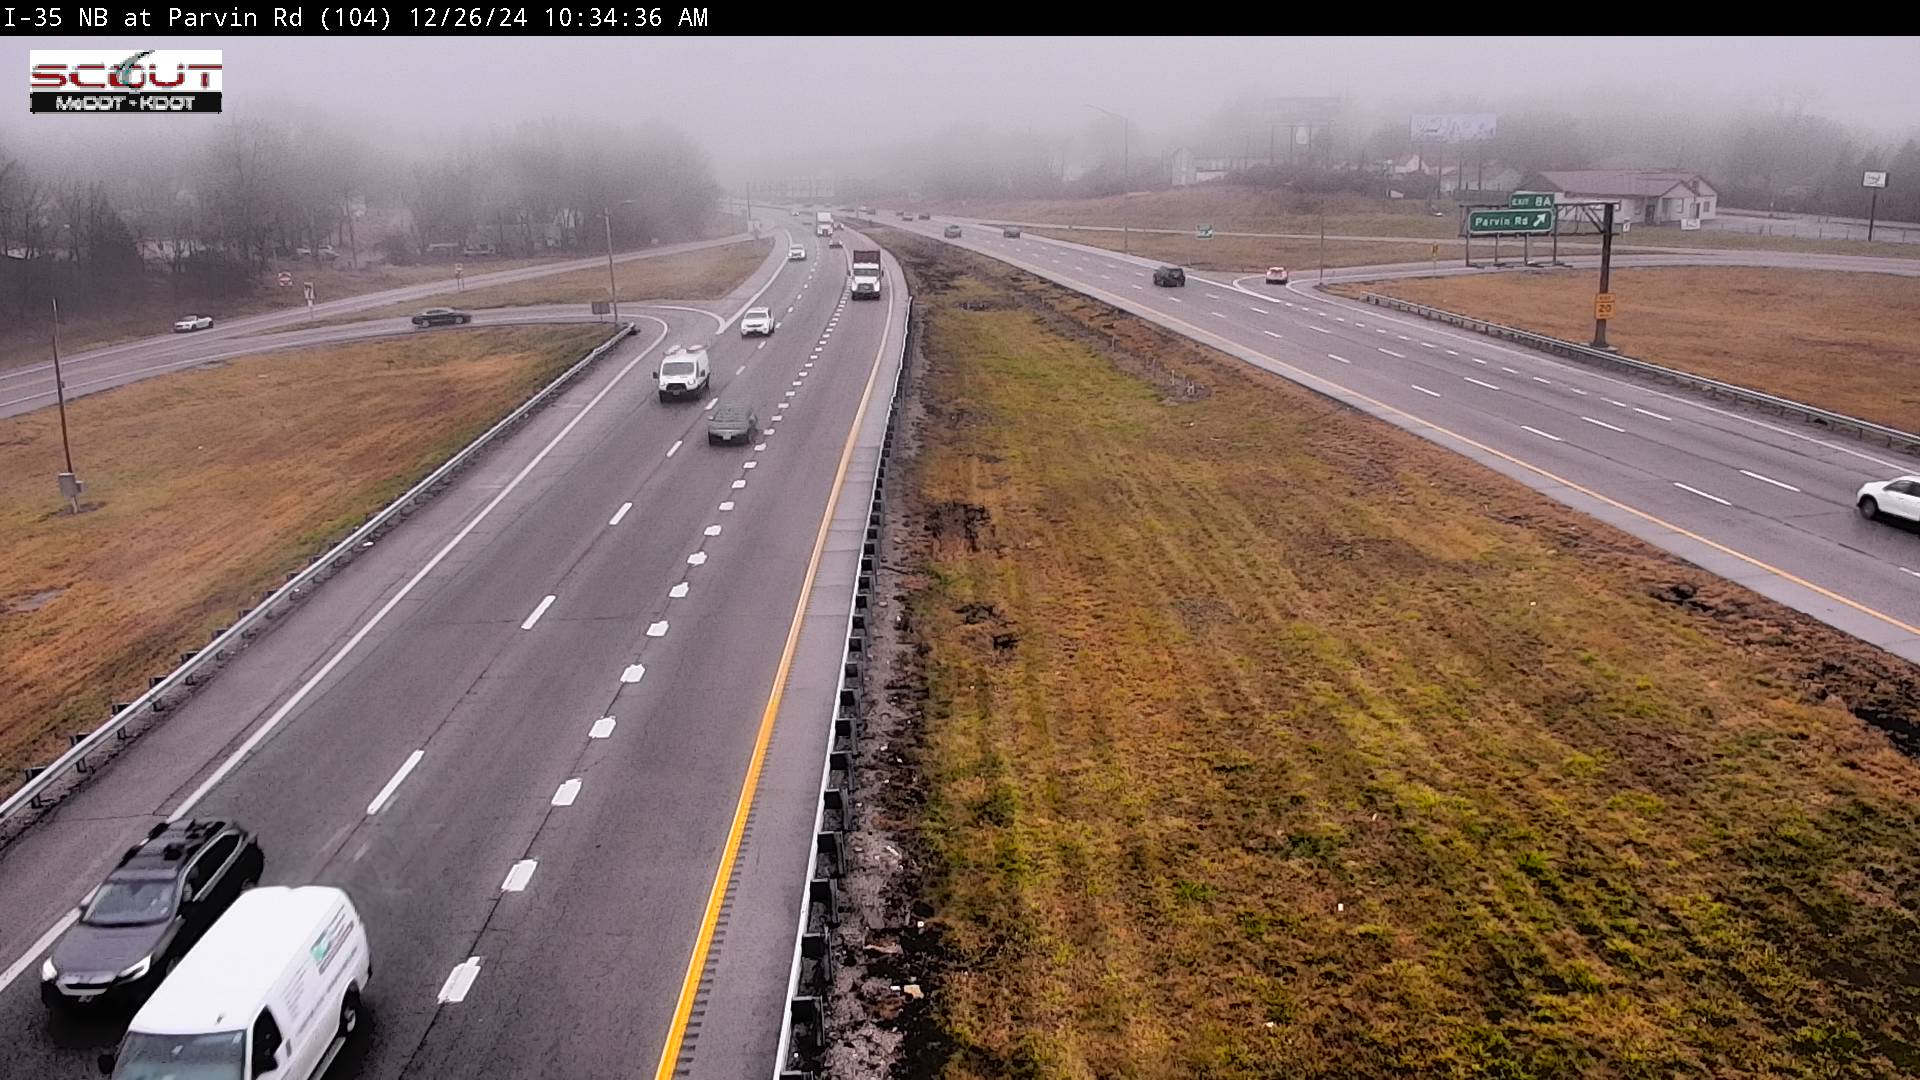 I-35 NB at Parvin Rd (104) 12/26/24 10:34:36 AM
SCOUT
MoDOT - KDOT
EXIT 8A
Parvin Rd
20